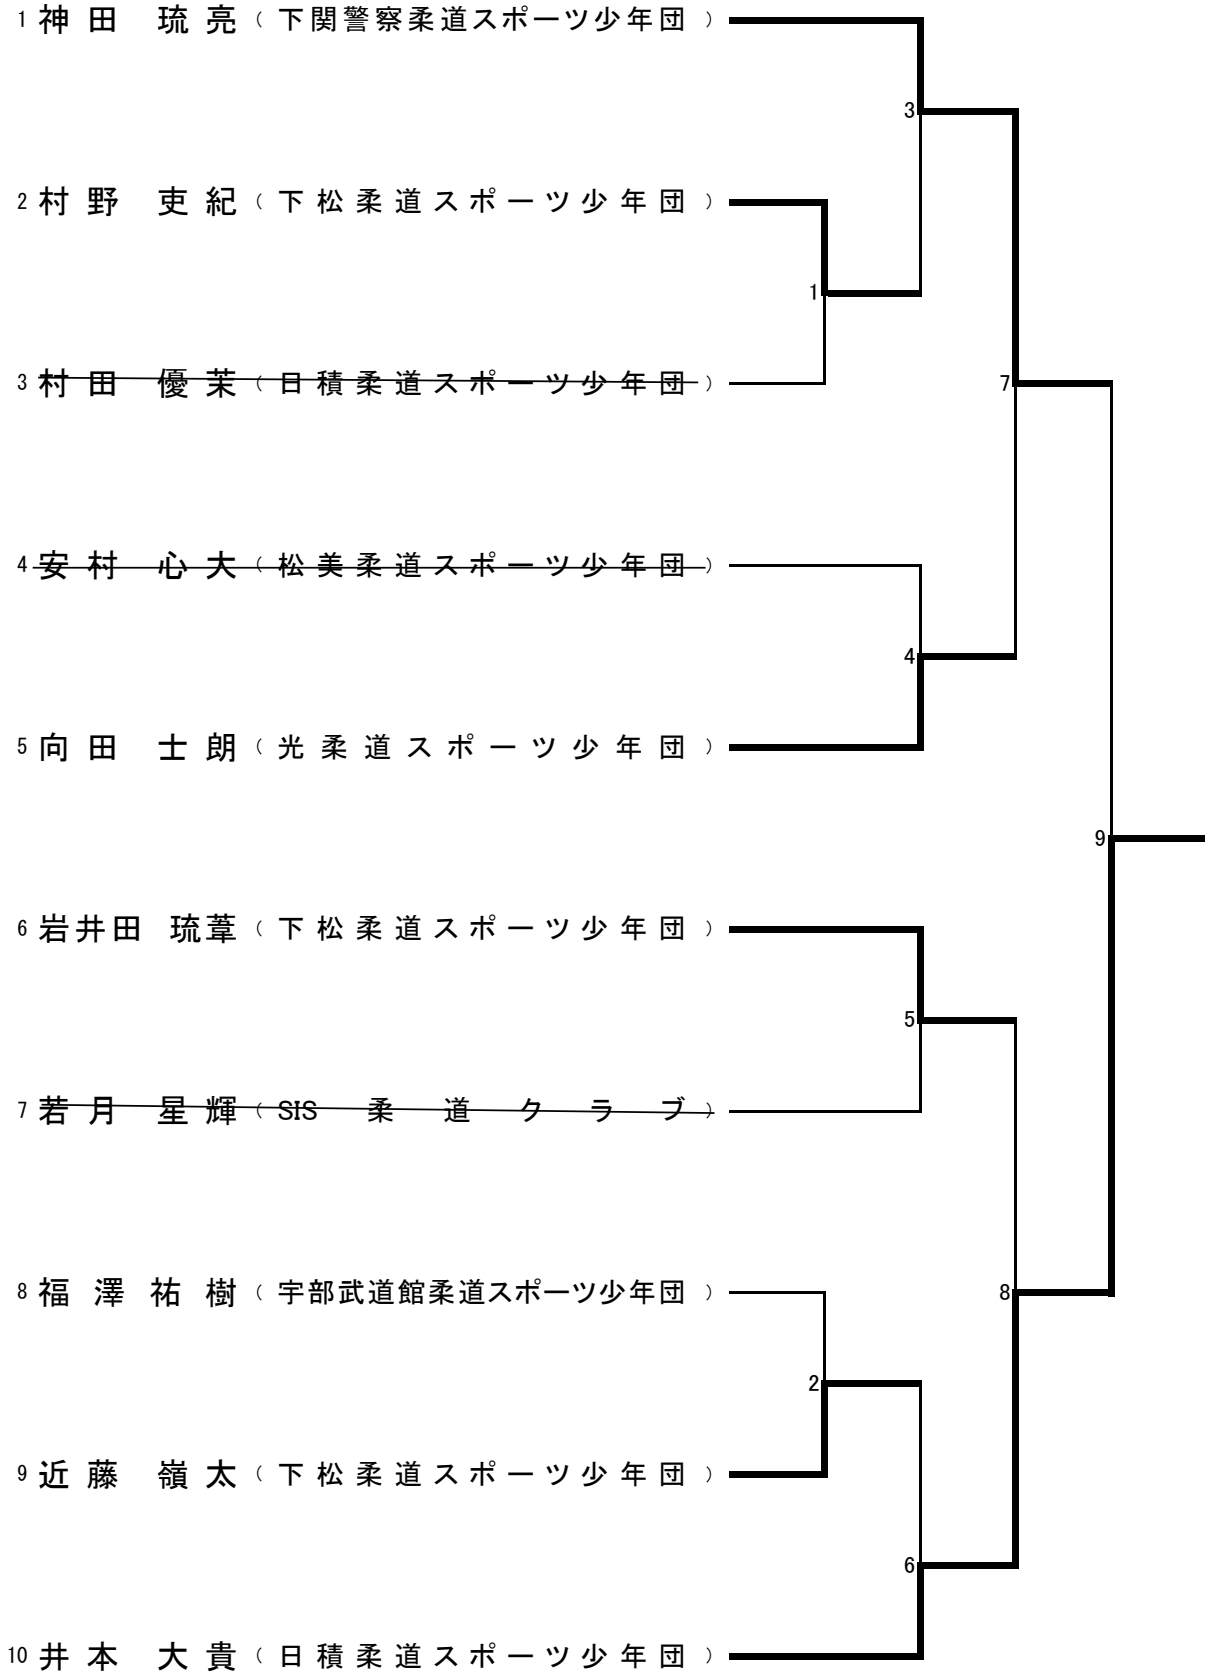 1 神田 琉亮 （下関警察柔道スポーツ少年団）
3
2 村野 吏紀 （下松柔道スポーツ少年団）
1
3 村田 優茉 （日積柔道スポーツ少年団）
7
4 安村 心大 （松美柔道スポーツ少年団）
4
5 向田 士朗 （光柔道スポーツ少年団）
9
6 岩井田 琉葦 （下松柔道スポーツ少年団）
5
7 若月 星輝 （SIS柔道クラブ）
8 福澤 祐樹 （宇部武道館柔道スポーツ少年団）
8
2
9 近藤 嶺太 （下松柔道スポーツ少年団）
6
10 井本 大貴 （日積柔道スポーツ少年団）